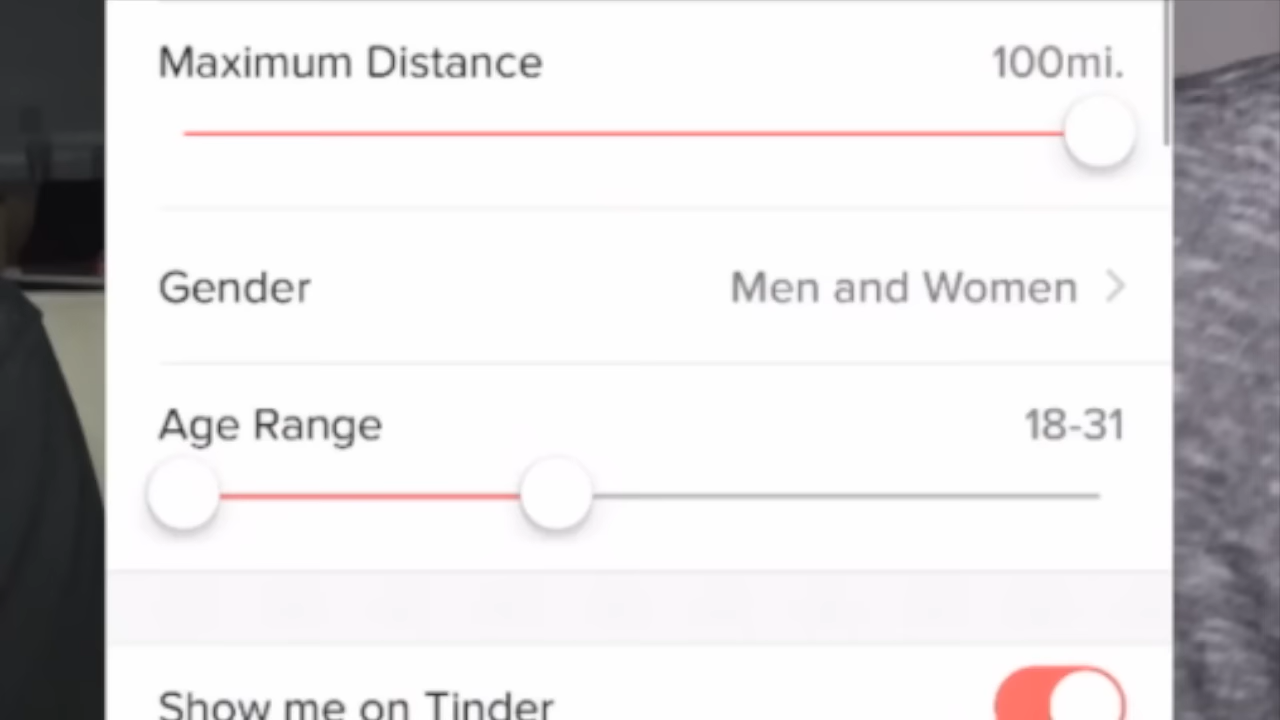 Maximum Distance 100mi.
Gender Men and Women
Age Range 18-31
Show me on Tinder